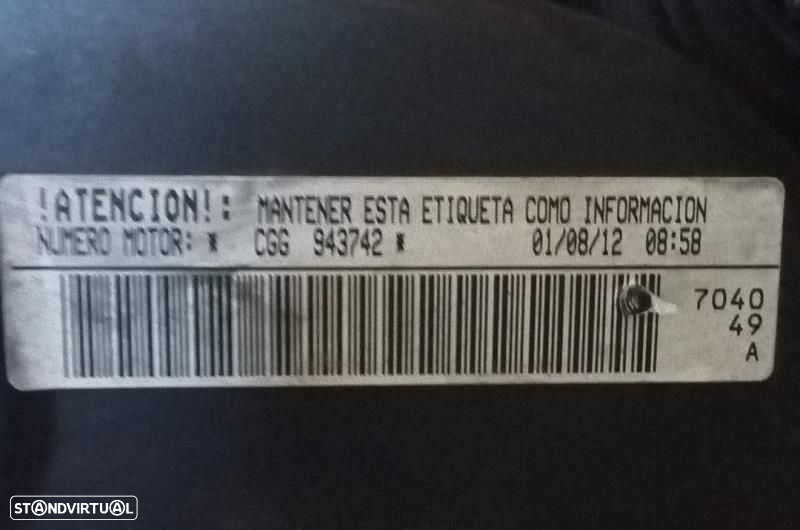 !ATENCION!: MANTENER ESTA ETIQUETA COMO INFORMACION
NUMERO MOTOR: * CGG 943742 * 01/08/12 08:58
7040
49
A
STANDVIRTUAL